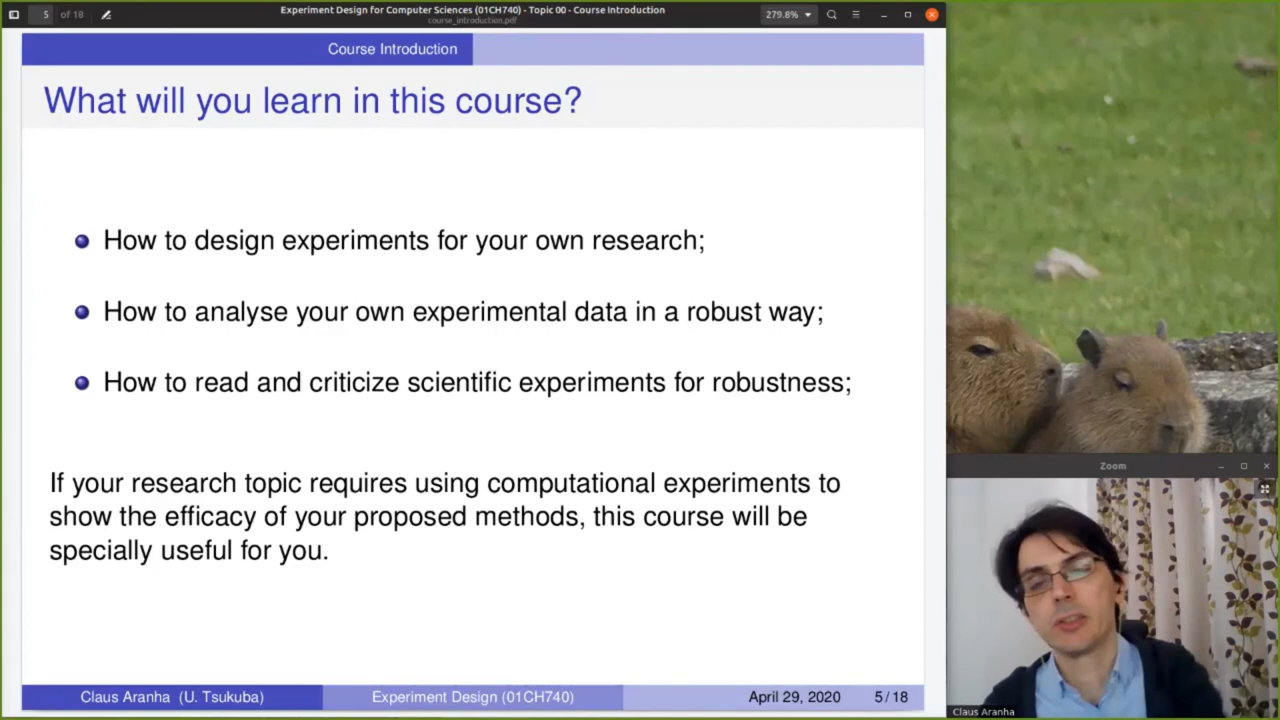 5 of 18
Experiment Design for Computer Sciences (01CH740) - Topic 00 - Course Introduction
course_introduction.pdf
279.8%
Course Introduction
What will you learn in this course?
How to design experiments for your own research;
How to analyse your own experimental data in a robust way;
How to read and criticize scientific experiments for robustness;
If your research topic requires using computational experiments to
show the efficacy of your proposed methods, this course will be
specially useful for you.
Claus Aranha (U. Tsukuba)
Experiment Design (01CH740)
April 29, 2020
5 / 18
Zoom
Claus Aranha